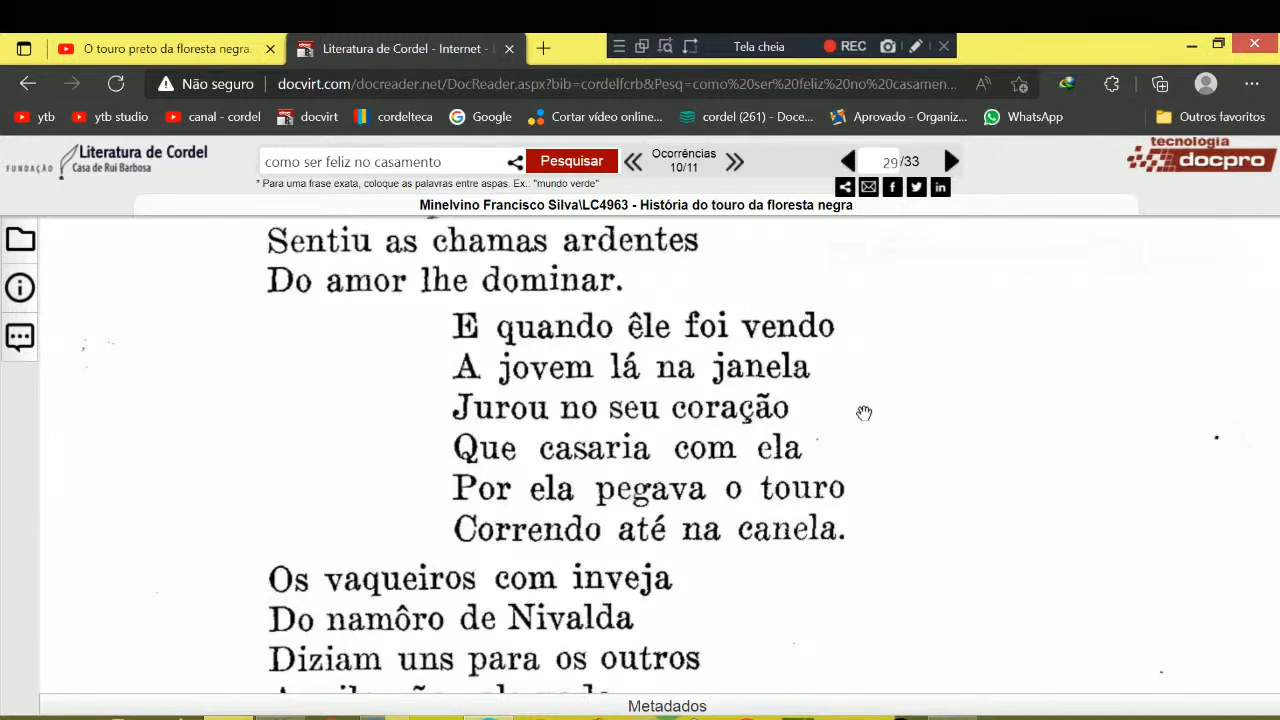 O touro preto da floresta negra.
Literatura de Cordel - Internet -
Tela cheia
REC
Não seguro
docvirt.com/docreader.net/DocReader.aspx?bib=cordelfcrb&Pesq=como%20ser%20feliz%20no%20casamen...
ytb
ytb studio
canal - cordel
docvirt
cordelteca
Google
Cortar vídeo online...
cordel (261) - Doce...
Aprovado - Organiz...
WhatsApp
Outros favoritos
FUNDAÇÃO
Literatura de Cordel
Casa de Rui Barbosa
como ser feliz no casamento
Pesquisar
* Para uma frase exata, coloque as palavras entre aspas. Ex.: "mundo verde"
Ocorrências
10/11
29 /33
tecnologia
docpro
Minelvino Francisco Silva\LC4963 - História do touro da floresta negra
Sentiu as chamas ardentes
Do amor lhe dominar.
E quando êle foi vendo
A jovem lá na janela
Jurou no seu coração
Que casaria com ela
Por ela pegava o touro
Correndo até na canela.
Os vaqueiros com inveja
Do namôro de Nivalda
Diziam uns para os outros
Metadados